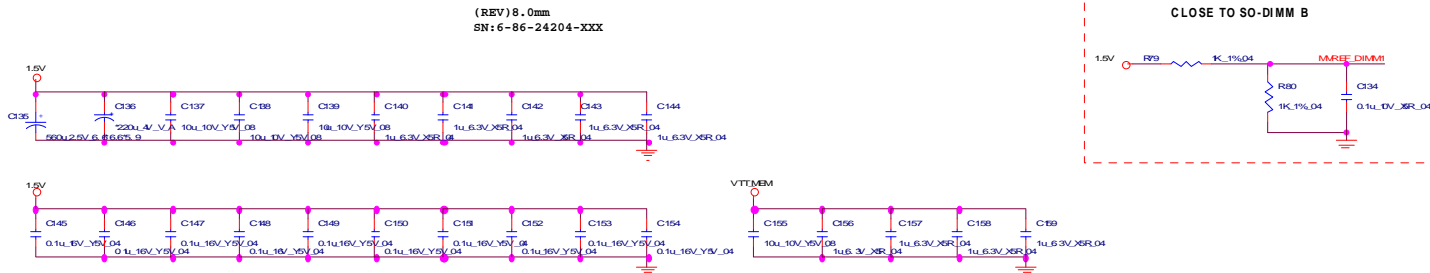 (REV)8.0mm
SN:6-86-24204-XXX
CLOSE TO SO-DIMM B
1.5V
R79
1K_1%_04
MVREF_DIMM1
R80
1K_1%_04
C134
0.1u_10V_X5R_04
1.5V
C135
C136
C137
C138
C139
C140
C141
C142
C143
C144
*220u_4V_V_A
10u_10V_Y5V_08
10u_10V_Y5V_08
1u_6.3V_X5R_04
1u_6.3V_X5R_04
10u_10V_Y5V_08
1u_6.3V_X5R_04
1u_6.3V_X5R_04
1u_6.3V_X5R_04
1.5V
C145
C146
C147
C148
C149
C150
C151
C152
C153
C154
0.1u_16V_Y5V_04
0.1u_16V_Y5V_04
0.1u_16V_Y5V_04
0.1u_16V_Y5V_04
0.1u_16V_Y5V_04
0.1u_16V_Y5V_04
0.1u_16V_Y5V_04
0.1u_16V_Y5V_04
0.1u_16V_Y5V_04
0.1u_16V_Y5V_04
VTT_MEM
C155
C156
C157
C158
C159
10u_10V_Y5V_08
1u_6.3V_X5R_04
1u_6.3V_X5R_04
1u_6.3V_X5R_04
1u_6.3V_X5R_04